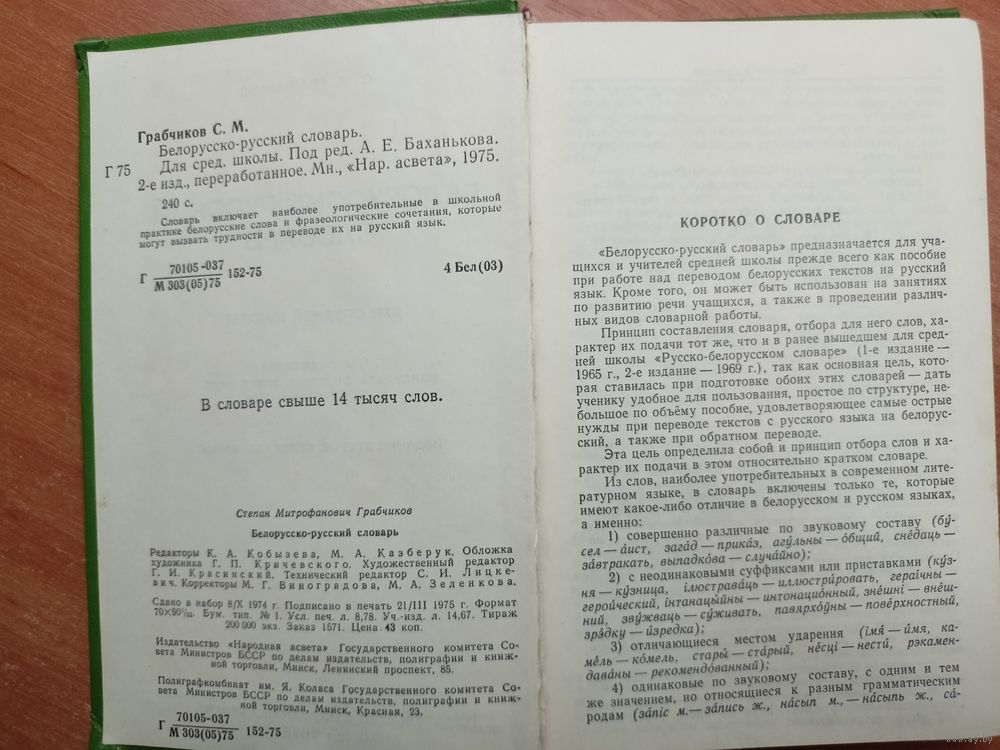 Грабчиков С. М.
Г 75
Белорусско-русский словарь.
Для сред. школы. Под ред. А. Е. Баханькова.
2-е изд., переработанное. Мн., «Нар. асвета», 1975.
240 с.
Словарь включает наиболее употребительные в школьной
практике белорусские слова и фразеологические сочетания, которые
могут вызвать трудности в переводе их на русский язык.
Г 70105-037 152-75
М 303(05)75
4 Бел(03)
В словаре свыше 14 тысяч слов.
Степан Митрофанович Грабчиков
Белорусско-русский словарь
Редакторы К. А. Кобызева, М. А. Казберук. Обложка
художника Г. П. Кричевского. Художественный редактор
Г. И. Красинский. Технический редактор С. И. Лицке-
вич. Корректоры М. Г. Виноградова, М. А. Зеденкова.
Сдано в набор 8/X 1974 г. Подписано в печать 21/III 1975 г. Формат
70×90¹/₃₂. Бум. тип. № 1. Усл. печ. л. 8,78. Уч.-изд. л. 14,67. Тираж
200 000 экз. Заказ 1571. Цена 43 коп.
Издательство «Народная асвета» Государственного комитета Со-
вета Министров БССР по делам издательств, полиграфии и книж-
ной торговли, Минск, Ленинский проспект, 85.
Полиграфкомбинат им. Я. Коласа Государственного комитета Со-
вета Министров БССР по делам издательств, полиграфии и книж-
ной торговли, Минск, Красная, 23.
Г 70105-037 152-75
М 303(05)75
КОРОТКО О СЛОВАРЕ
«Белорусско-русский словарь» предназначается для уча-
щихся и учителей средней школы прежде всего как пособие
при работе над переводом белорусских текстов на русский
язык. Кроме того, он может быть использован на занятиях
по развитию речи учащихся, а также в проведении различ-
ных видов словарной работы.
Принцип составления словаря, отбора для него слов, ха-
рактер их подачи тот же, что и в ранее вышедшем для сред-
ней школы «Русско-белорусском словаре» (1-е издание —
1965 г., 2-е издание — 1969 г.), так как основная цель, кото-
рая ставилась при подготовке обоих этих словарей — дать
ученику удобное для пользования, простое по структуре, не-
большое по объёму пособие, удовлетворяющее самые острые
нужды при переводе текстов с русского языка на белорус-
ский, а также при обратном переводе.
Эта цель определила собой и принцип отбора слов и ха-
рактер их подачи в этом относительно кратком словаре.
Из слов, наиболее употребительных в современном лите-
ратурном языке, в словарь включены только те, которые
имеют какое-либо отличие в белорусском и русском языках,
а именно:
1) совершенно различные по звуковому составу (бу́-
сел — а́ист, зага́д — прика́з, агу́льны — о́бщий, сне́даць —
за́втракать, выпадко́ва — случа́йно);
2) с неодинаковыми суффиксами или приставками (ку́з-
ня — ку́зница, ілюстрава́ць — иллюстри́ровать, герои́чны —
герои́ческий, інтанацы́йны — интонацио́нный, зне́шні — вне́ш-
ний, зву́жваць — су́живать, павярхо́ўны — пове́рхностный,
зрэ́дку — и́зредка);
3) отличающиеся местом ударения (імя́ — и́мя, ка-
ме́ль — ко́мель, стары́ — ста́рый, не́сці — нести́, рэкамен-
дава́ны — рекомендо́ванный);
4) одинаковые по звуковому составу, с одним и тем
же значением, но относящиеся к разным грамматическим
родам (за́піс м.— за́пись ж., на́сып м.,— на́сыпь ж., са́-
www.ay.by